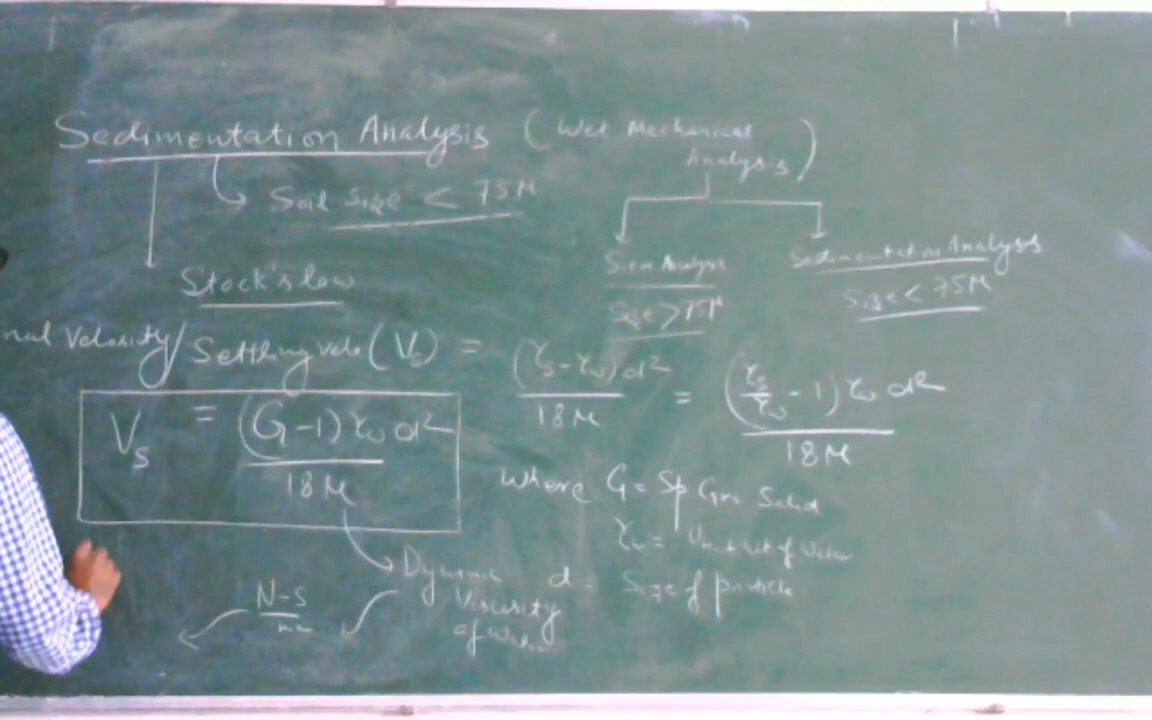 Sedimentation Analysis (Wet Mechanical Analysis)
Soil Size < 75μ
Stock's law
Sieve Analysis
Size > 75μ
Sedimentation Analysis
Size < 75μ
nal Velosity / Settling velo (Vs) = (γs - γw) d² / 18μ = (γs/γw - 1) γw d² / 18μ
Vs = (G - 1) γw d² / 18μ
Where G = Sp Gra Solid
γw = Unit wt of Water
d = Size of particle
Dynamic Viscosity of Water
N-S / m²